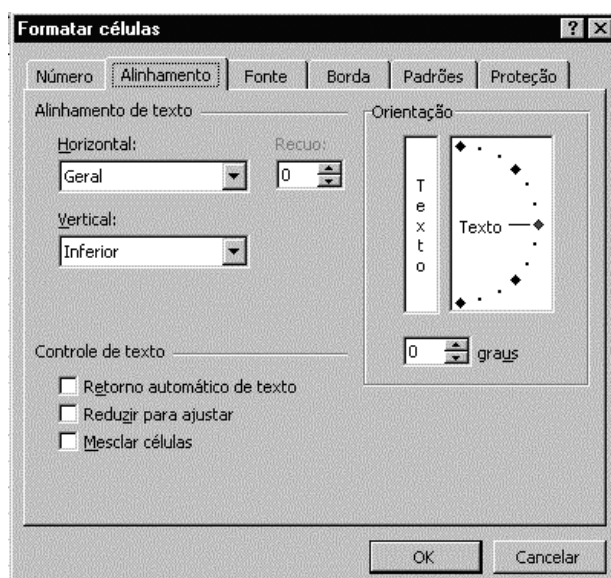 Formatar células
Número Alinhamento Fonte Borda Padrões Proteção
Alinhamento de texto
Horizontal:
Recuo:
Geral
0
Vertical:
Inferior
Orientação
Texto
Texto
0 graus
Controle de texto
Retorno automático de texto
Reduzir para ajustar
Mesclar células
OK Cancelar